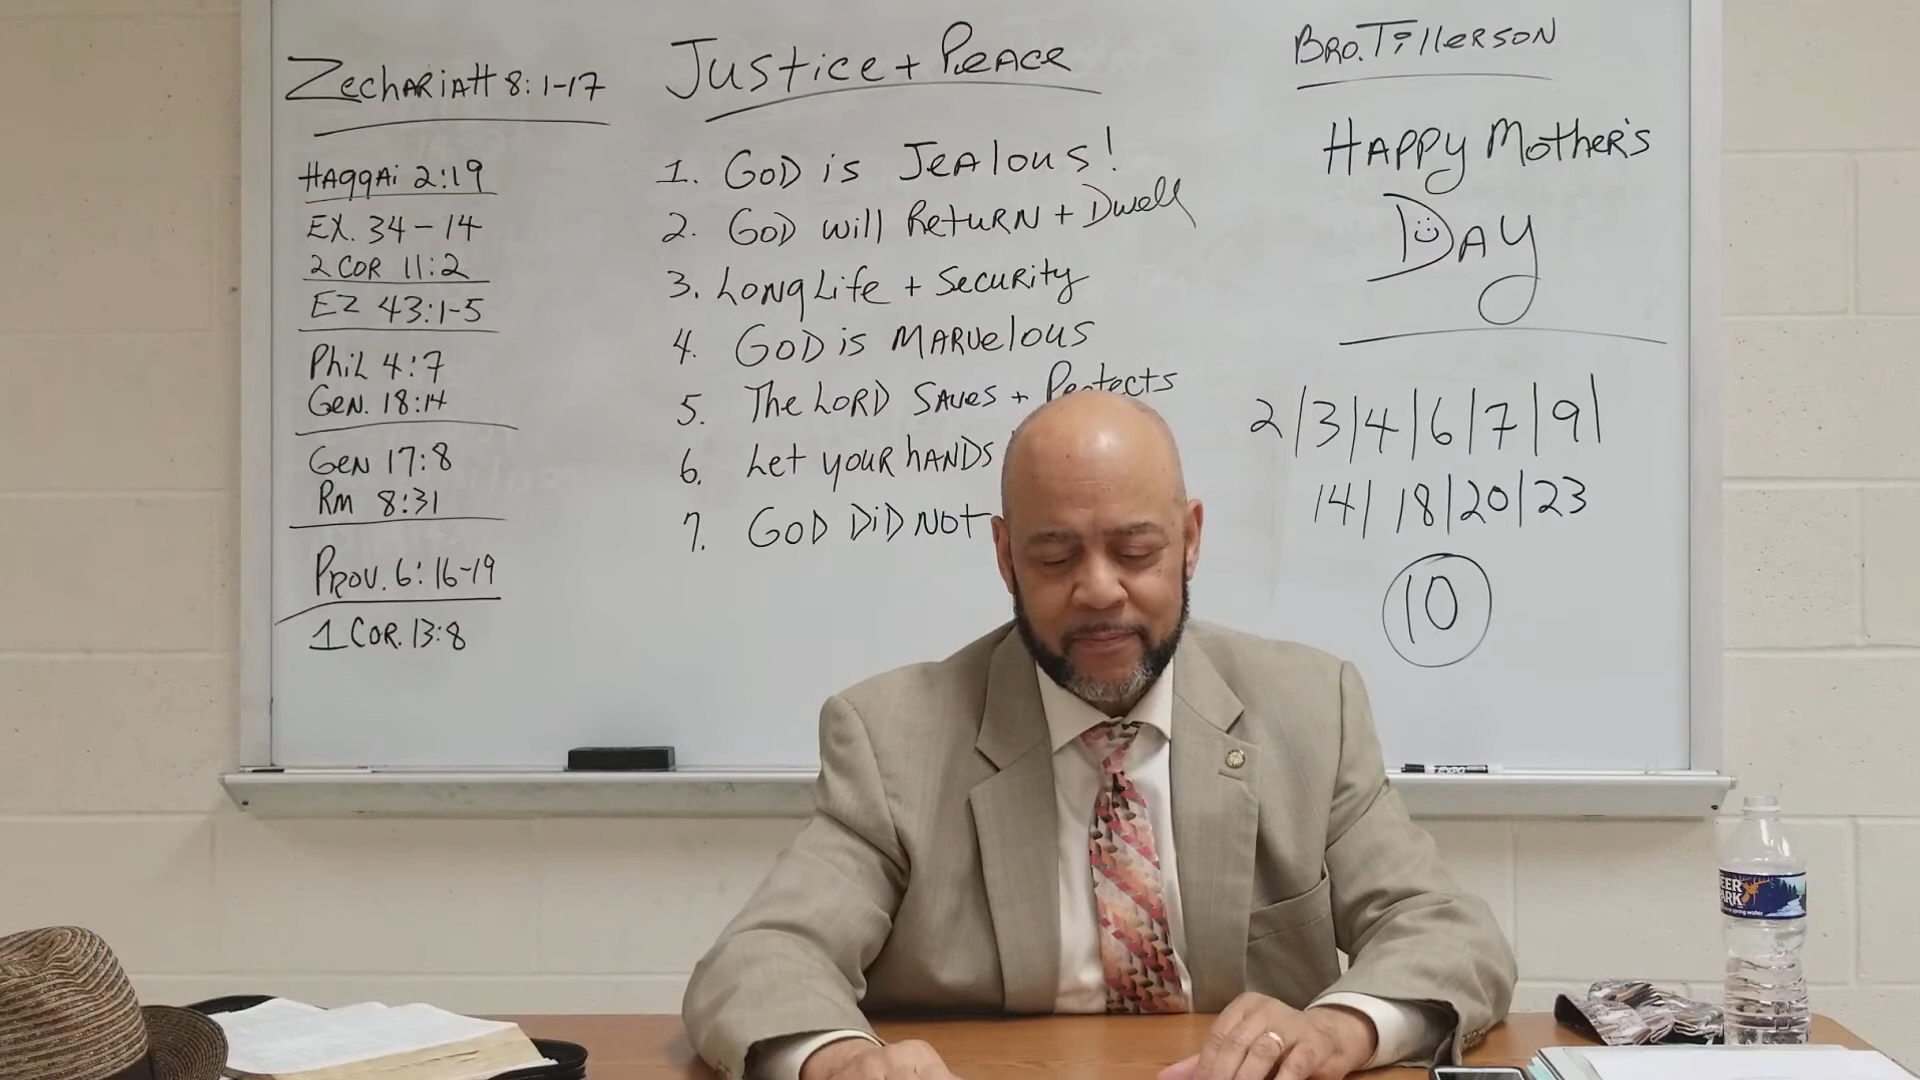 Zechariah 8:1-17
Haggai 2:19
Ex. 34-14
2 Cor 11:2
EZ 43:1-5
Phil 4:7
Gen. 18:14
Gen 17:8
Rm 8:31
Prov. 6:16-19
1 Cor. 13:8
Justice + Peace
1. God is Jealous!
2. God will Return + Dwell
3. Long Life + Security
4. God is Marvelous
5. The Lord Saves + Protects
6. Let your hands
7. God Did Not
Bro. Tillerson
Happy Mother's
Day
2/3/4/6/7/9/
14/18/20/23
10
EXPO